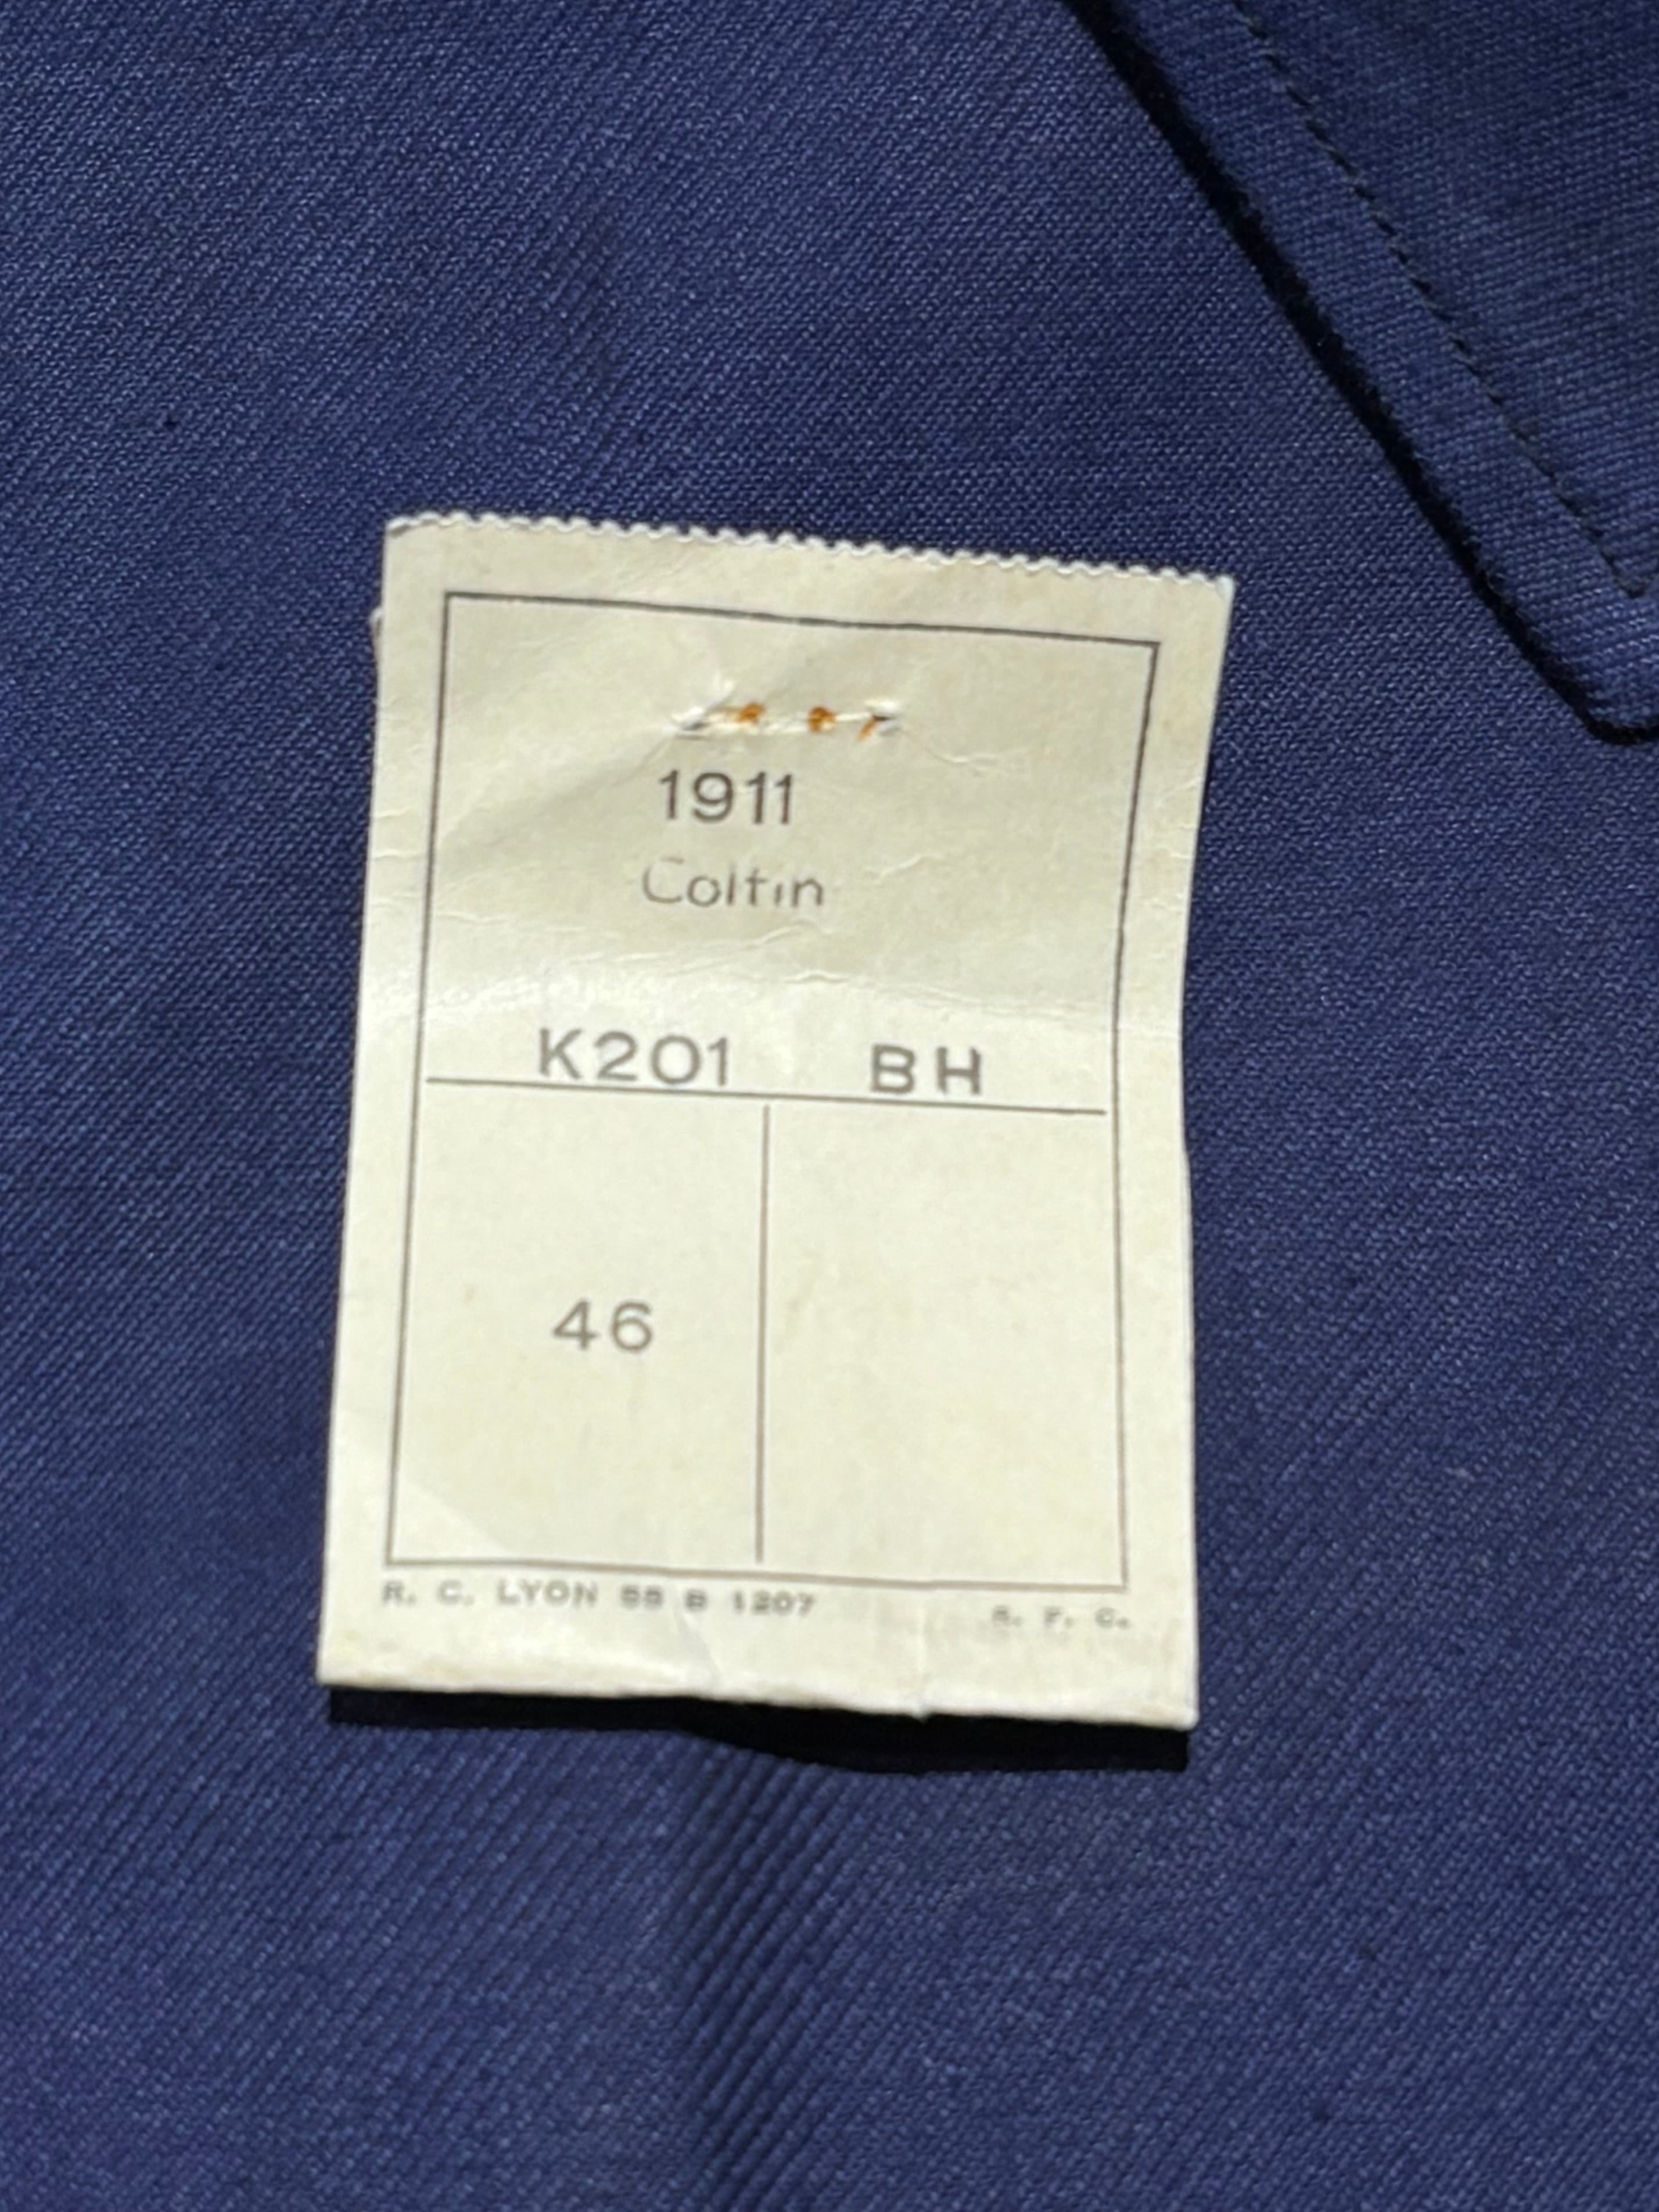 1911
Coltin
K201 BH
46
R. C. LYON 55 B 1207
S. F. C.